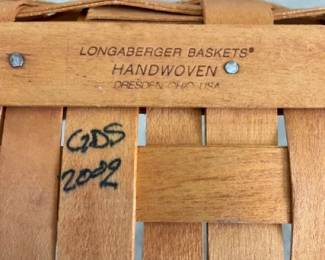 LONGABERGER BASKETS®
HANDWOVEN
DRESDEN, OHIO, USA
GDS
2002